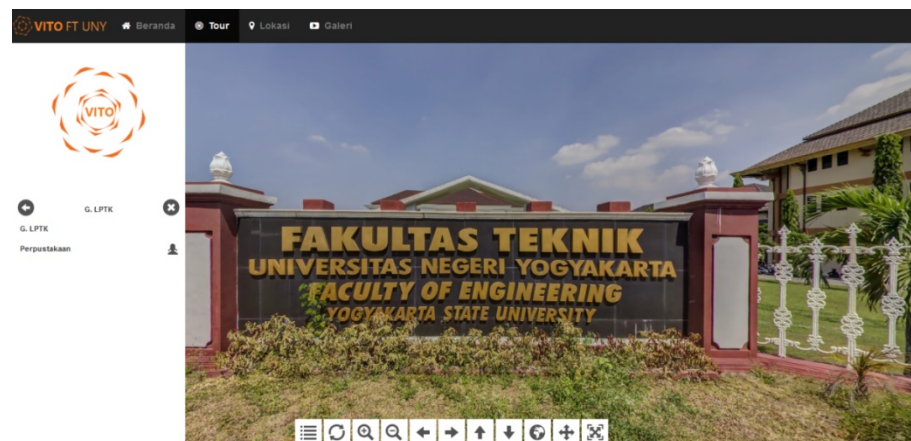 VITO FT UNY Beranda Tour Lokasi Galeri
VITO
G. LPTK
G. LPTK
Perpustakaan
FAKULTAS TEKNIK
UNIVERSITAS NEGERI YOGYAKARTA
FACULTY OF ENGINEERING
YOGYAKARTA STATE UNIVERSITY